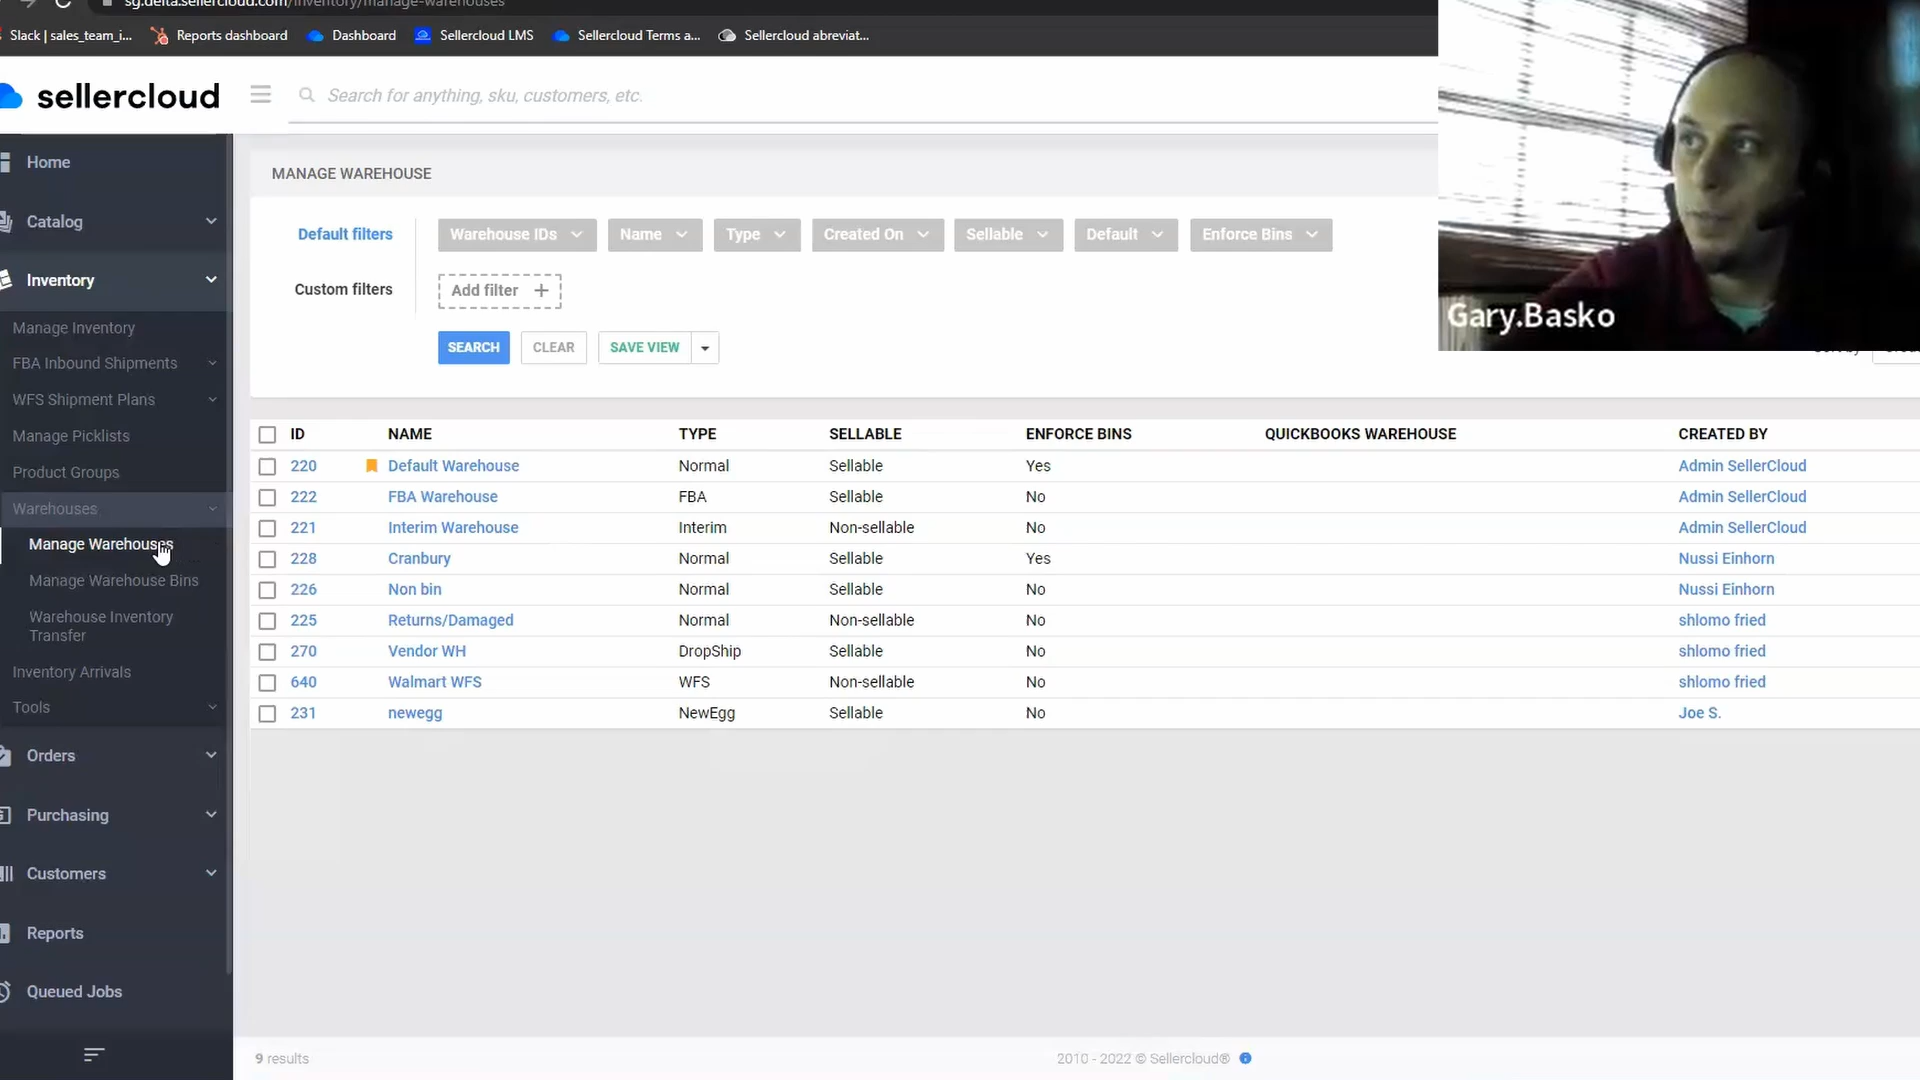 sg.delta.sellercloud.com/inventory/manage-warehouses
Slack | sales_team_i... Reports dashboard Dashboard Sellercloud LMS Sellercloud Terms a... Sellercloud abreviat...
sellercloud
Search for anything, sku, customers, etc.
Home
Catalog
Inventory
Manage Inventory
FBA Inbound Shipments
WFS Shipment Plans
Manage Picklists
Product Groups
Warehouses
Manage Warehouses
Manage Warehouse Bins
Warehouse Inventory
Transfer
Inventory Arrivals
Tools
Orders
Purchasing
Customers
Reports
Queued Jobs
MANAGE WAREHOUSE
Default filters Warehouse IDs Name Type Created On Sellable Default Enforce Bins
Custom filters Add filter +
SEARCH CLEAR SAVE VIEW
Gary.Basko
ID NAME TYPE SELLABLE ENFORCE BINS QUICKBOOKS WAREHOUSE CREATED BY
220 Default Warehouse Normal Sellable Yes Admin SellerCloud
222 FBA Warehouse FBA Sellable No Admin SellerCloud
221 Interim Warehouse Interim Non-sellable No Admin SellerCloud
228 Cranbury Normal Sellable Yes Nussi Einhorn
226 Non bin Normal Sellable No Nussi Einhorn
225 Returns/Damaged Normal Non-sellable No shlomo fried
270 Vendor WH DropShip Sellable No shlomo fried
640 Walmart WFS WFS Non-sellable No shlomo fried
231 newegg NewEgg Sellable No Joe S.
9 results
2010 - 2022 © Sellercloud®